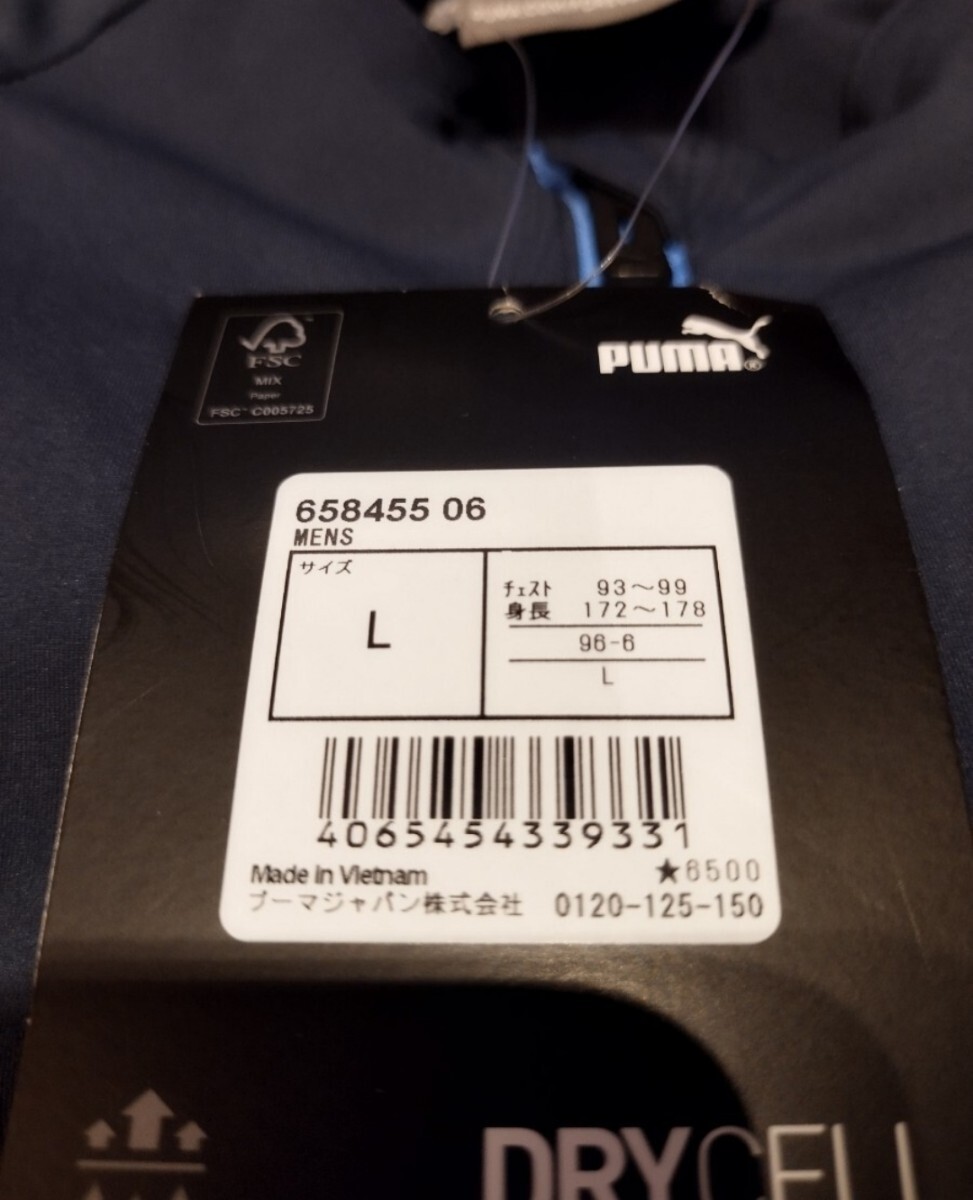 FSC
MIX
Paper
FSC™ C005725
PUMA®
658455 06
MENS
サイズ
L
チェスト 93～99
身長 172～178
96-6
L
4065454339331
Made in Vietnam
★6500
プーマジャパン株式会社 0120-125-150
DRYCELL